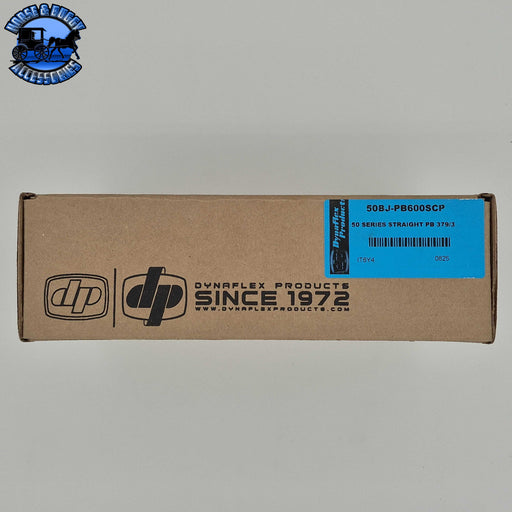 HORSE & BUGGY
ACCESSORIES
Dynaflex
Products
50BJ-PB600SCP
50 SERIES STRAIGHT PB 379/3
IT6Y4 0825
dp dp
DYNAFLEX PRODUCTS
SINCE 1972
WWW.DYNAFLEXPRODUCTS.COM